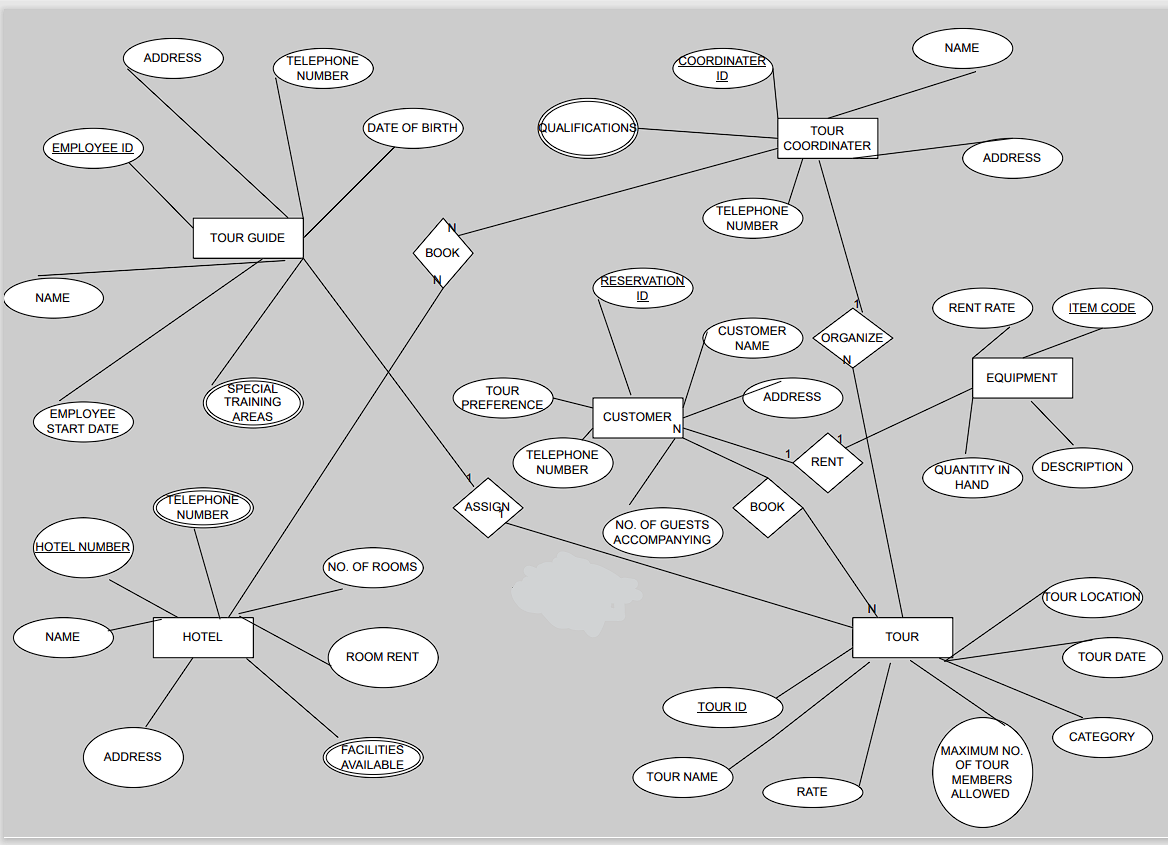 ADDRESS
TELEPHONE
NUMBER
DATE OF BIRTH
EMPLOYEE ID
TOUR GUIDE
NAME
EMPLOYEE
START DATE
SPECIAL
TRAINING
AREAS
COORDINATER
ID
NAME
QUALIFICATIONS
TOUR
COORDINATER
ADDRESS
TELEPHONE
NUMBER
N
BOOK
N
RESERVATION
ID
CUSTOMER
NAME
TOUR
PREFERENCE
CUSTOMER
N
ADDRESS
TELEPHONE
NUMBER
NO. OF GUESTS
ACCOMPANYING
1
ORGANIZE
N
RENT RATE
ITEM CODE
EQUIPMENT
QUANTITY IN
HAND
DESCRIPTION
1
1
RENT
BOOK
N
1
ASSIGN
1
TELEPHONE
NUMBER
HOTEL NUMBER
NO. OF ROOMS
NAME
HOTEL
ROOM RENT
ADDRESS
FACILITIES
AVAILABLE
TOUR
TOUR LOCATION
TOUR DATE
TOUR ID
CATEGORY
TOUR NAME
RATE
MAXIMUM NO.
OF TOUR
MEMBERS
ALLOWED